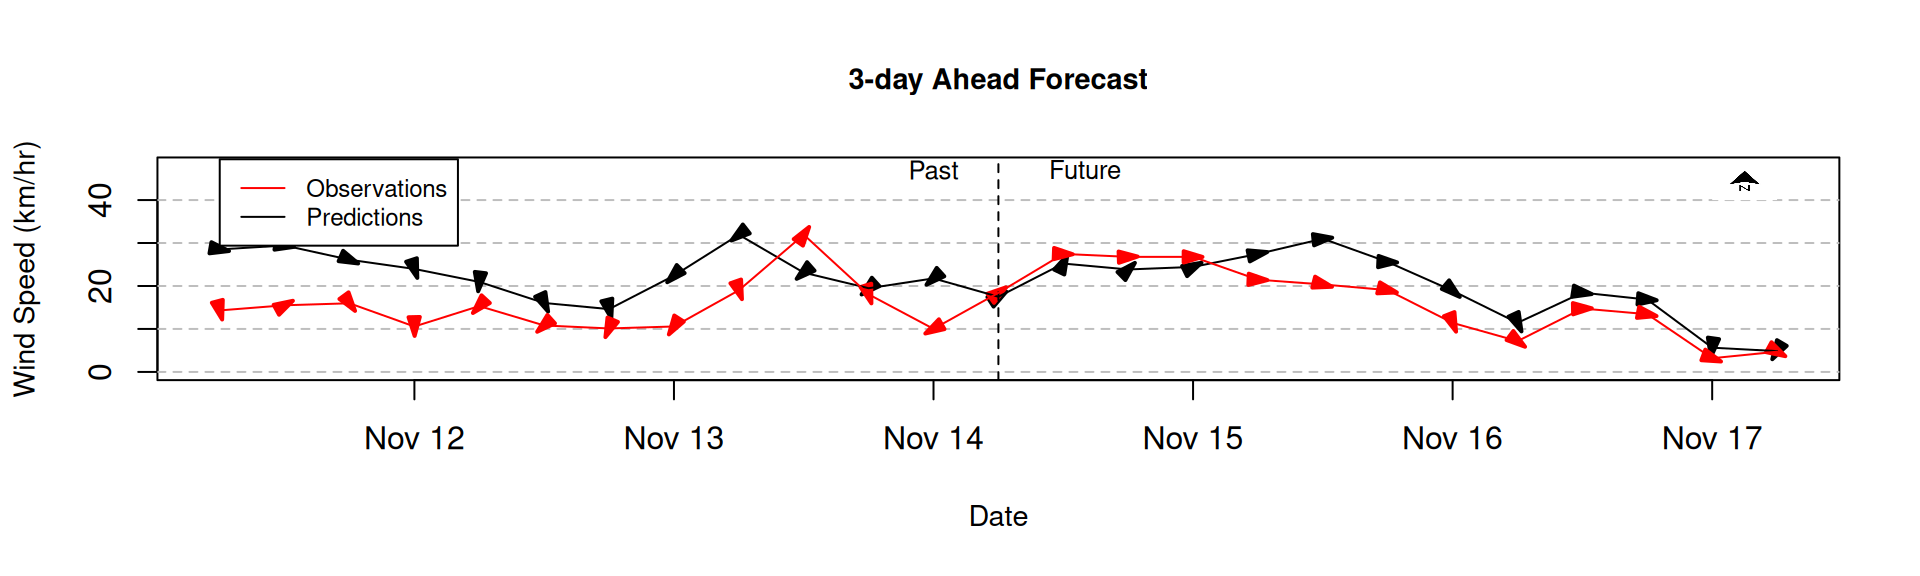 3-day Ahead Forecast
Wind Speed (km/hr)
Past
Future
Observations
Predictions
N
40
20
0
Nov 12
Nov 13
Nov 14
Nov 15
Nov 16
Nov 17
Date